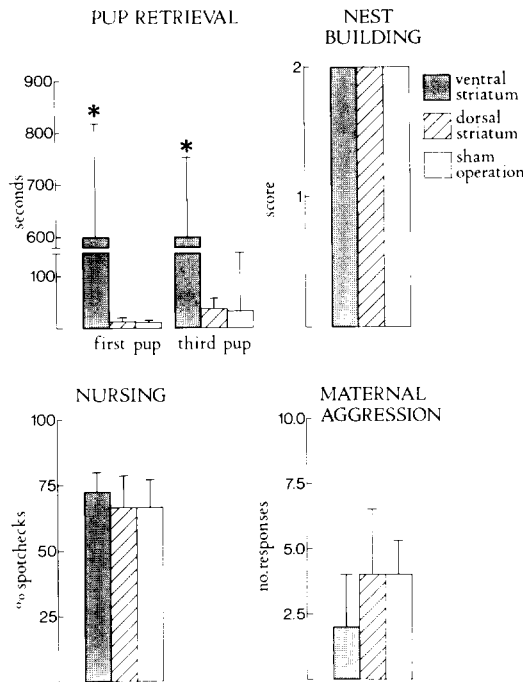 PUP RETRIEVAL
900
800
700
600
100
seconds
*
*
first pup
third pup
NEST
BUILDING
2
1
score
ventral
striatum
dorsal
striatum
sham
operation
NURSING
100
75
50
25
% spotchecks
MATERNAL
AGGRESSION
10.0
7.5
5.0
2.5
no.responses